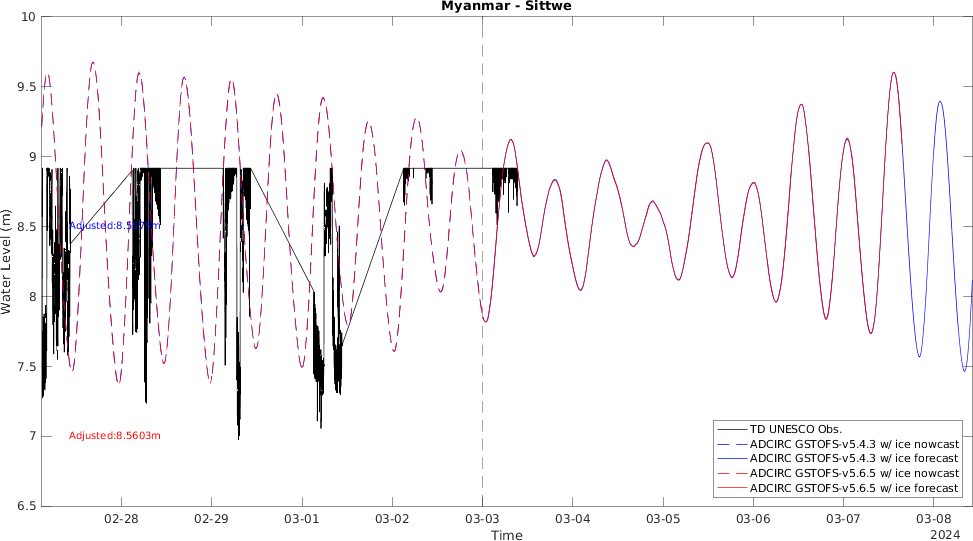 Myanmar - Sittwe
10
9.5
9
8.5
8
7.5
7
6.5
Water Level (m)
Adjusted:8.5603m
02-28
02-29
03-01
03-02
03-03
03-04
03-05
03-06
03-07
03-08
Time
2024
TD UNESCO Obs.
ADCIRC GSTOFS-v5.4.3 w/ ice nowcast
ADCIRC GSTOFS-v5.4.3 w/ ice forecast
ADCIRC GSTOFS-v5.6.5 w/ ice nowcast
ADCIRC GSTOFS-v5.6.5 w/ ice forecast